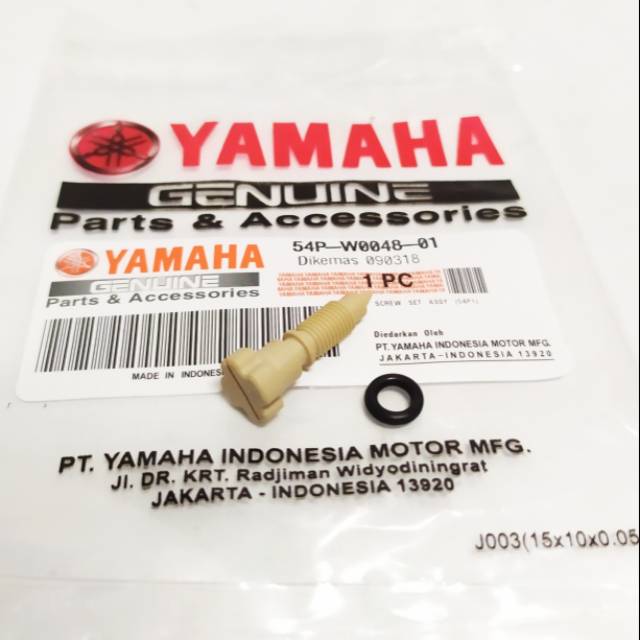 YAMAHA
GENUINE
Parts & Accessories
YAMAHA
GENUINE
Parts & Accessories
54P-W0048-01
Dikemas 090318
1 PC
SCREW SET ASSY (54P1)
Diedarkan Oleh
PT. YAMAHA INDONESIA MOTOR MFG.
JAKARTA-INDONESIA 13920
MADE IN INDONES
PT. YAMAHA INDONESIA MOTOR MFG.
Jl. DR. KRT. Radjiman Widyodiningrat
JAKARTA - INDONESIA 13920
J003(15x10x0.05